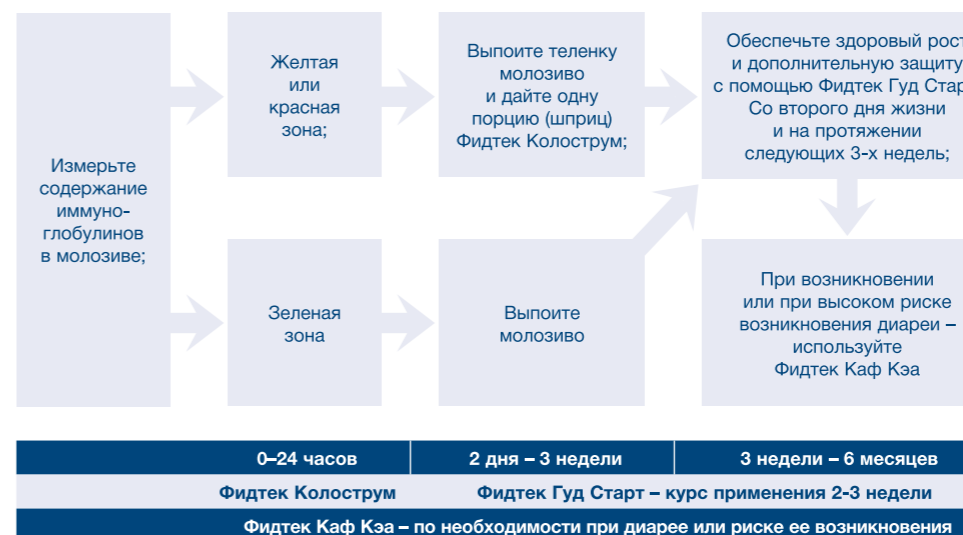 Измерьте
содержание
иммуно-
глобулинов
в молозиве;
Желтая
или
красная
зона;
Выпоите теленку
молозиво
и дайте одну
порцию (шприц)
Фидтек Колострум;
Обеспечьте здоровый рост
и дополнительную защиту
с помощью Фидтек Гуд Стар
Со второго дня жизни
и на протяжении
следующих 3-х недель;
Зеленая
зона
Выпоите
молозиво
При возникновении
или при высоком риске
возникновения диареи –
используйте
Фидтек Каф Кэа
0–24 часов
2 дня – 3 недели
3 недели – 6 месяцев
Фидтек Колострум
Фидтек Гуд Старт – курс применения 2-3 недели
Фидтек Каф Кэа – по необходимости при диарее или риске ее возникновения